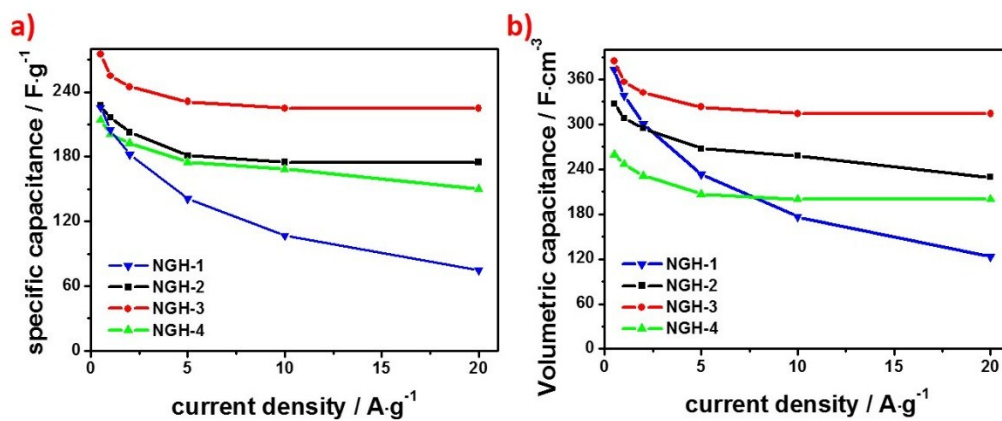 a)
specific capacitance / F·g⁻¹
240
180
120
60
0
NGH-1
NGH-2
NGH-3
NGH-4
0 5 10 15 20
current density / A·g⁻¹
b)
Volumetric capacitance / F·cm⁻³
360
300
240
180
120
60
0
NGH-1
NGH-2
NGH-3
NGH-4
0 5 10 15 20
current density / A·g⁻¹